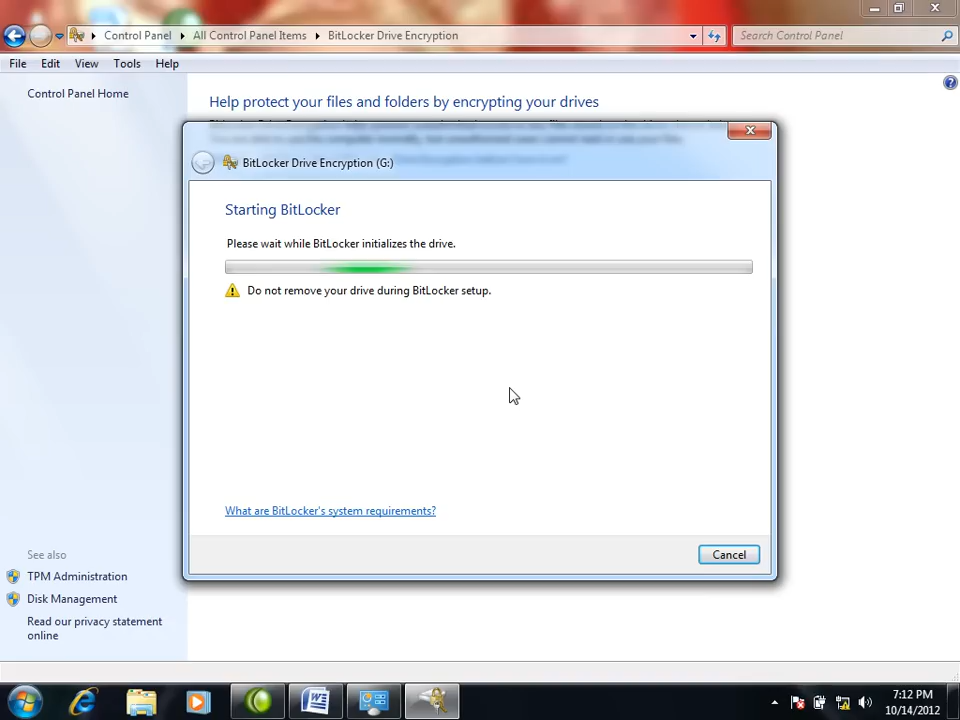 Control Panel
All Control Panel Items
BitLocker Drive Encryption
Search Control Panel
File
Edit
View
Tools
Help
Control Panel Home
Help protect your files and folders by encrypting your drives
BitLocker Drive Encryption (G:)
Starting BitLocker
Please wait while BitLocker initializes the drive.
Do not remove your drive during BitLocker setup.
What are BitLocker's system requirements?
Cancel
See also
TPM Administration
Disk Management
Read our privacy statement
online
7:12 PM
10/14/2012